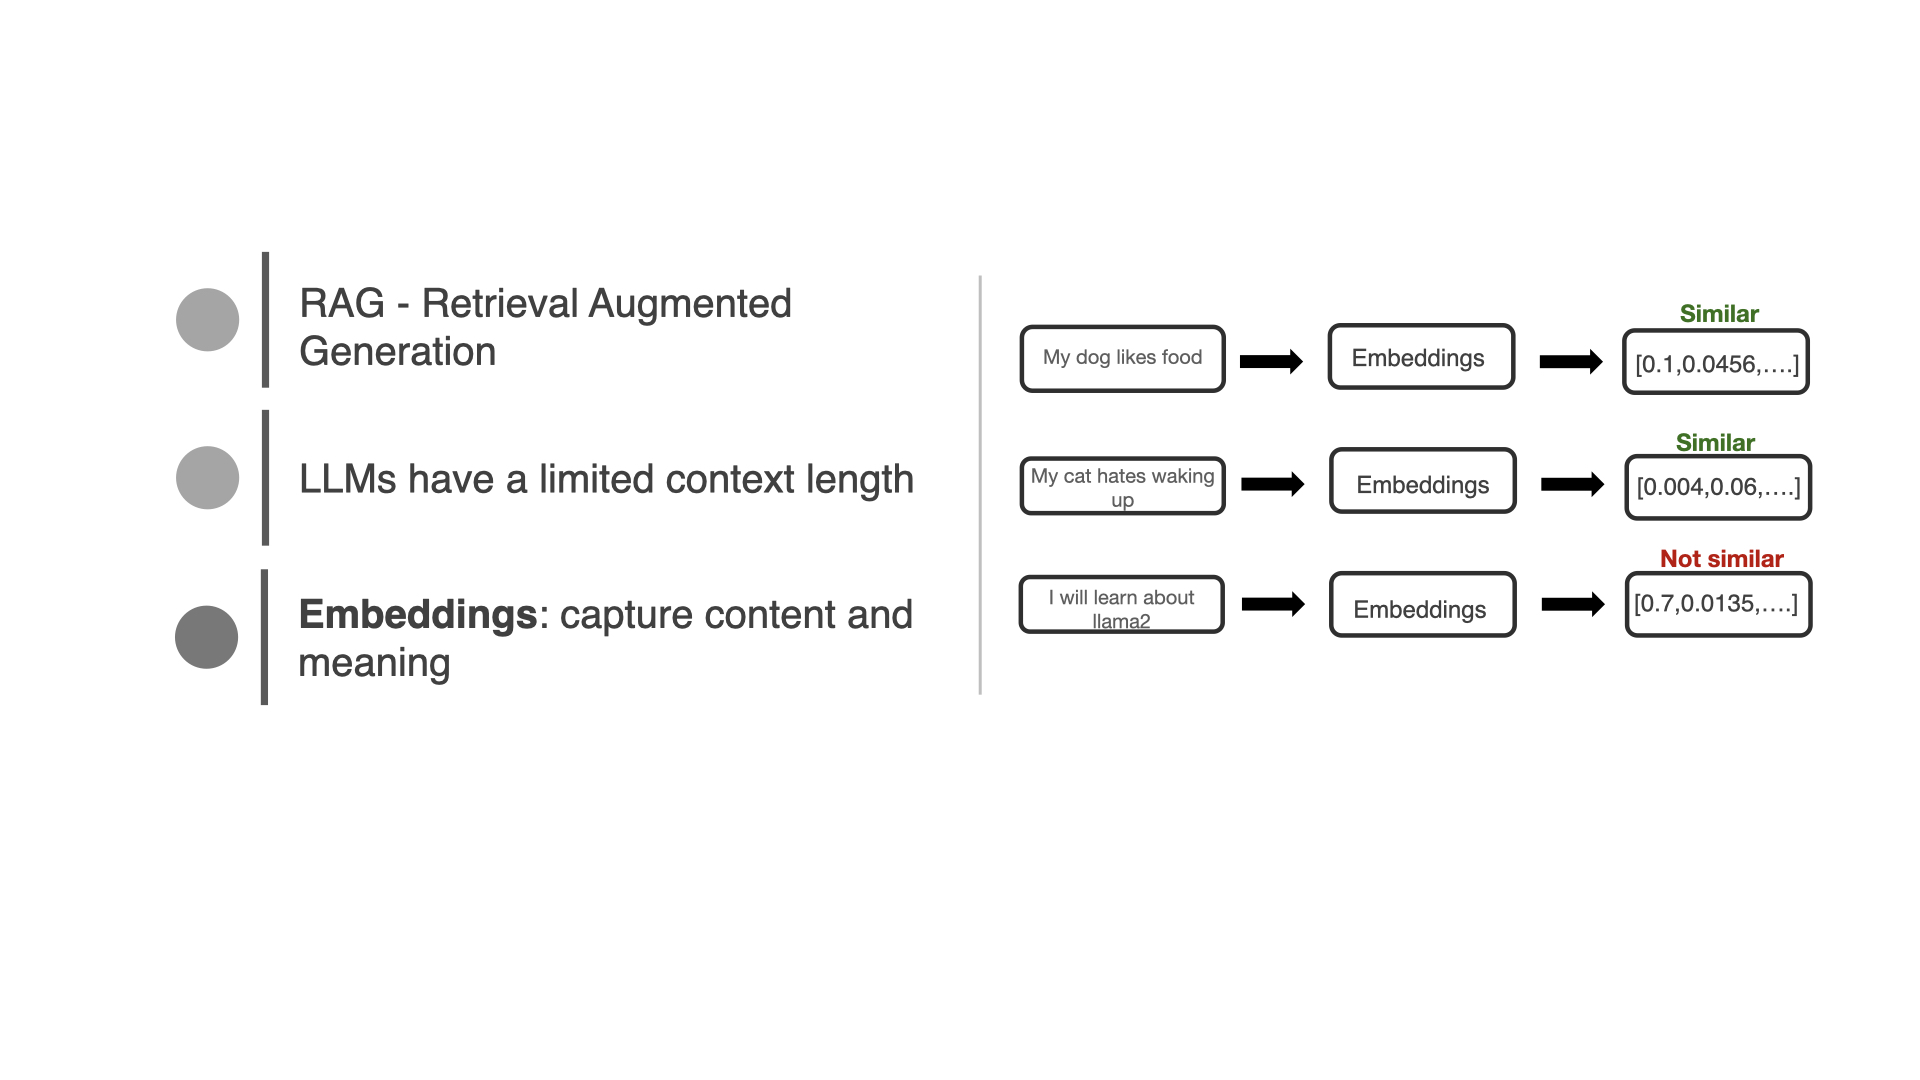 RAG - Retrieval Augmented
Generation
LLMs have a limited context length
Embeddings: capture content and
meaning
Similar
My dog likes food
Embeddings
[0.1,0.0456,….]
Similar
My cat hates waking
up
Embeddings
[0.004,0.06,….]
Not similar
I will learn about
llama2
Embeddings
[0.7,0.0135,….]